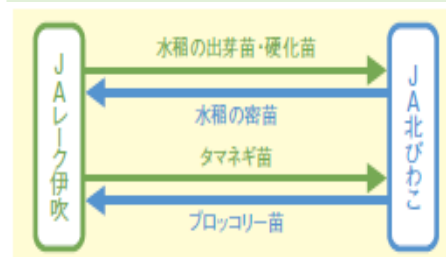 JAレーク伊吹
水稲の出芽苗・硬化苗
水稲の密苗
タマネギ苗
ブロッコリー苗
JA北びわこ